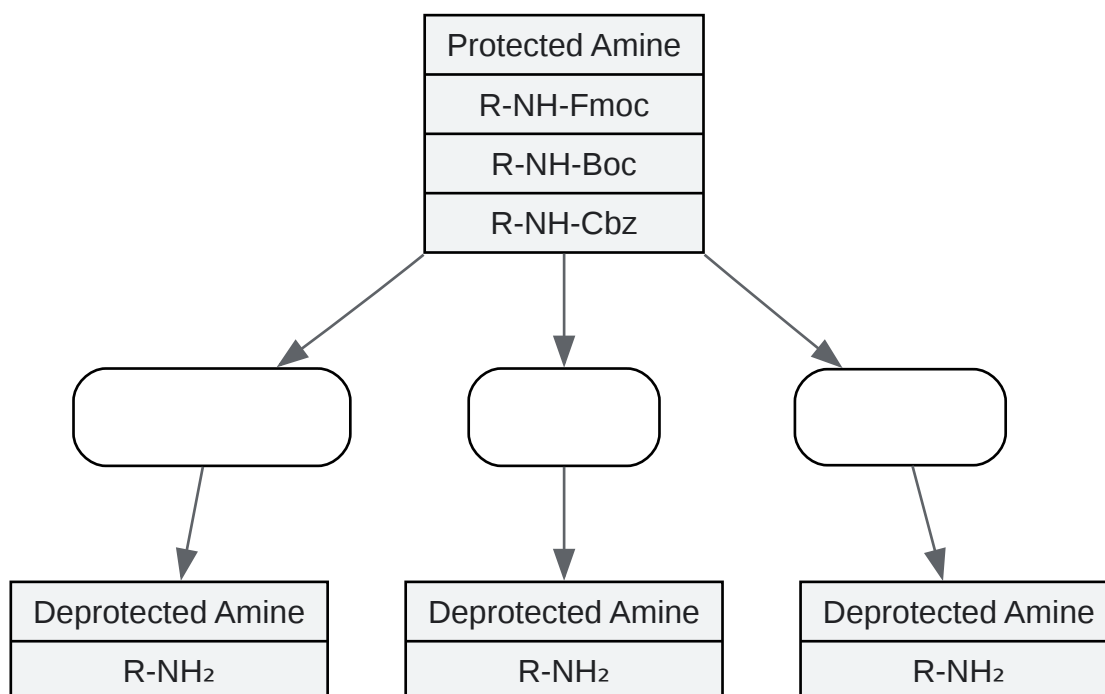 Protected Amine
R-NH-Fmoc
R-NH-Boc
R-NH-Cbz
Deprotected Amine
R-NH₂
Deprotected Amine
R-NH₂
Deprotected Amine
R-NH₂